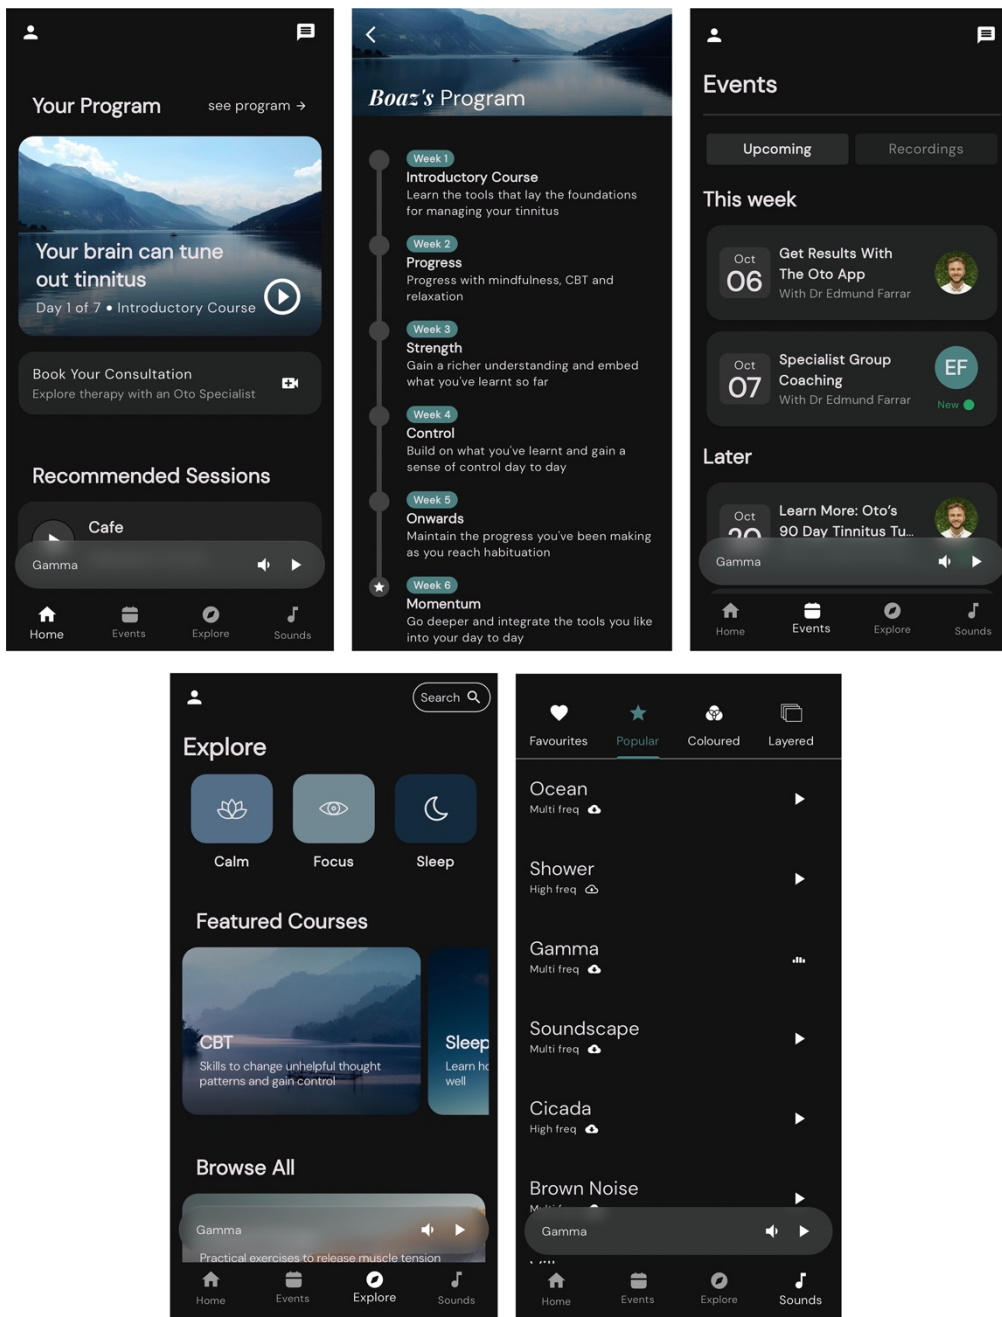 Your Program
see program →
Your brain can tune
out tinnitus
Day 1 of 7 • Introductory Course
Book Your Consultation
Explore therapy with an Oto Specialist
Recommended Sessions
Cafe
Gamma
Home
Events
Explore
Sounds
Boaz's Program
Week 1
Introductory Course
Learn the tools that lay the foundations
for managing your tinnitus
Week 2
Progress
Progress with mindfulness, CBT and
relaxation
Week 3
Strength
Gain a richer understanding and embed
what you've learnt so far
Week 4
Control
Build on what you've learnt and gain a
sense of control day to day
Week 5
Onwards
Maintain the progress you've been making
as you reach habituation
Week 6
Momentum
Go deeper and integrate the tools you like
into your day to day
Events
Upcoming
Recordings
This week
Oct
06
Get Results With
The Oto App
With Dr Edmund Farrar
Oct
07
Specialist Group
Coaching
With Dr Edmund Farrar
EF
New
Later
Oct
20
Learn More: Oto's
90 Day Tinnitus Tu...
Gamma
Home
Events
Explore
Sounds
Search
Explore
Calm
Focus
Sleep
Featured Courses
CBT
Skills to change unhelpful thought
patterns and gain control
Sleep
Learn ho
well
Browse All
Gamma
Practical exercises to release muscle tension
Home
Events
Explore
Sounds
Favourites
Popular
Coloured
Layered
Ocean
Multi freq
Shower
High freq
Gamma
Multi freq
Soundscape
Multi freq
Cicada
High freq
Brown Noise
Gamma
Home
Events
Explore
Sounds